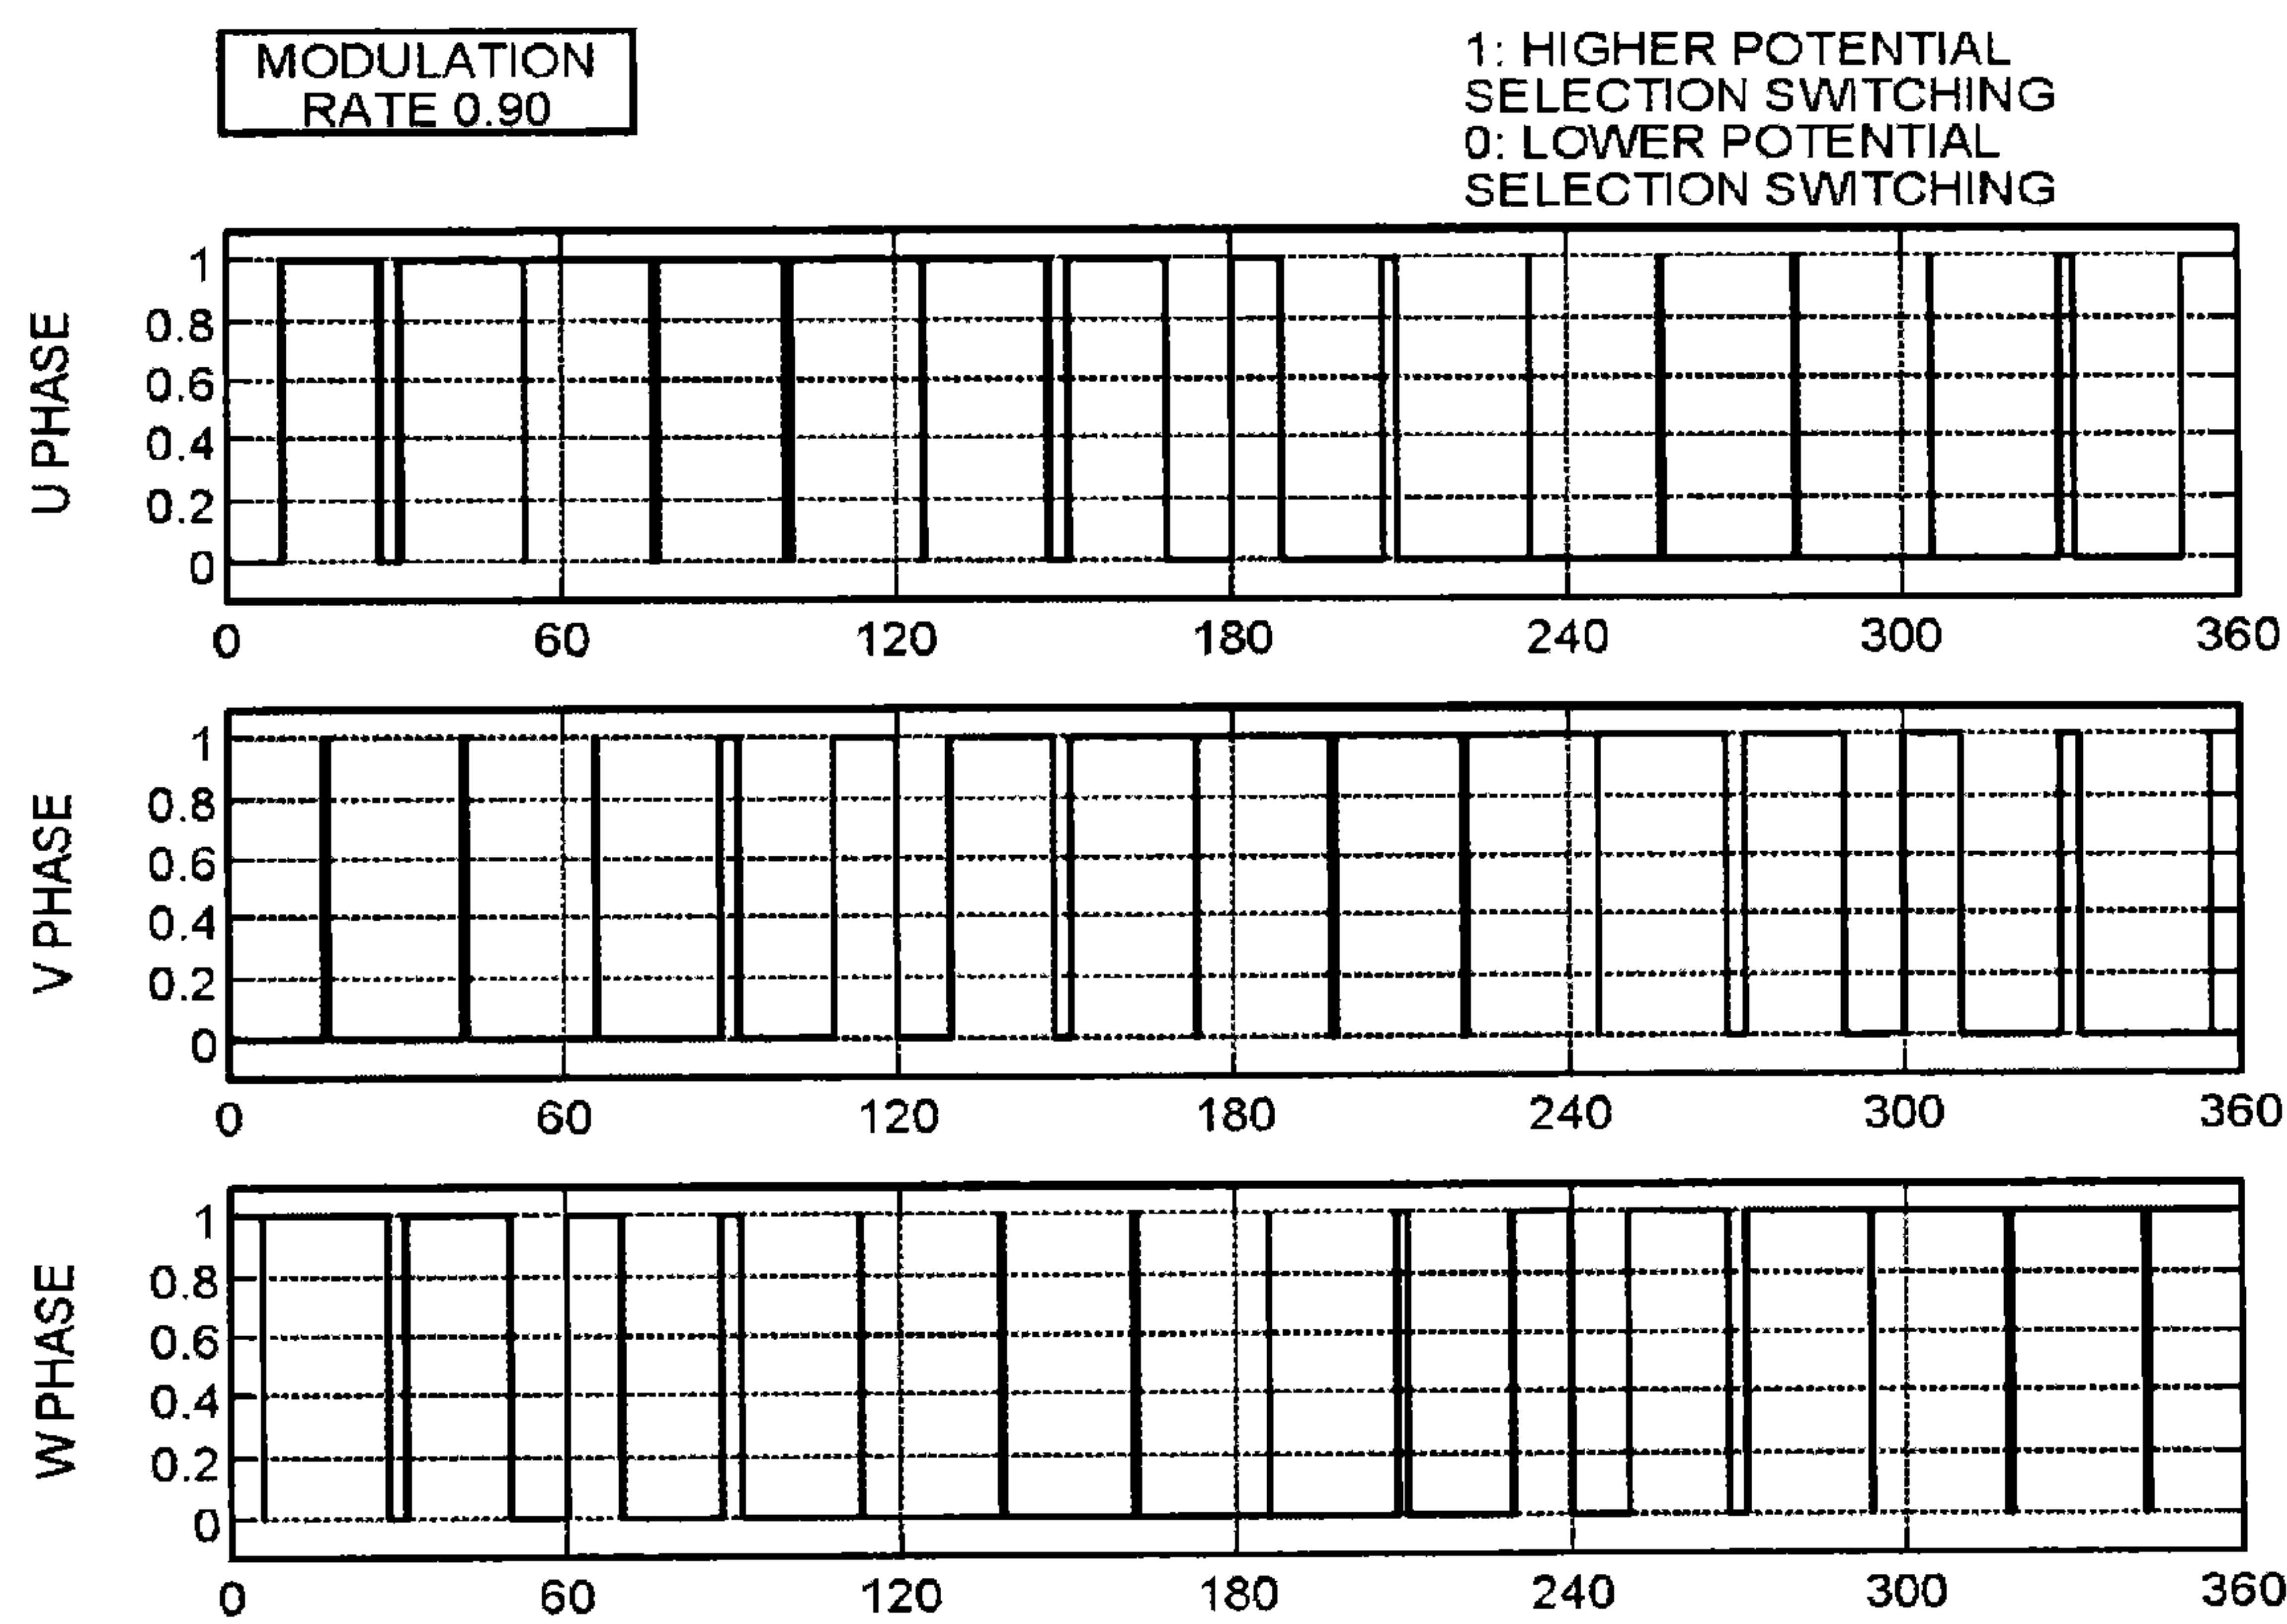 MODULATION
RATE 0.90
1: HIGHER POTENTIAL
SELECTION SWITCHING
0: LOWER POTENTIAL
SELECTION SWITCHING
U PHASE
1
0.8
0.6
0.4
0.2
0
0 60 120 180 240 300 360
V PHASE
1
0.8
0.6
0.4
0.2
0
0 60 120 180 240 300 360
W PHASE
1
0.8
0.6
0.4
0.2
0
0 60 120 180 240 300 360